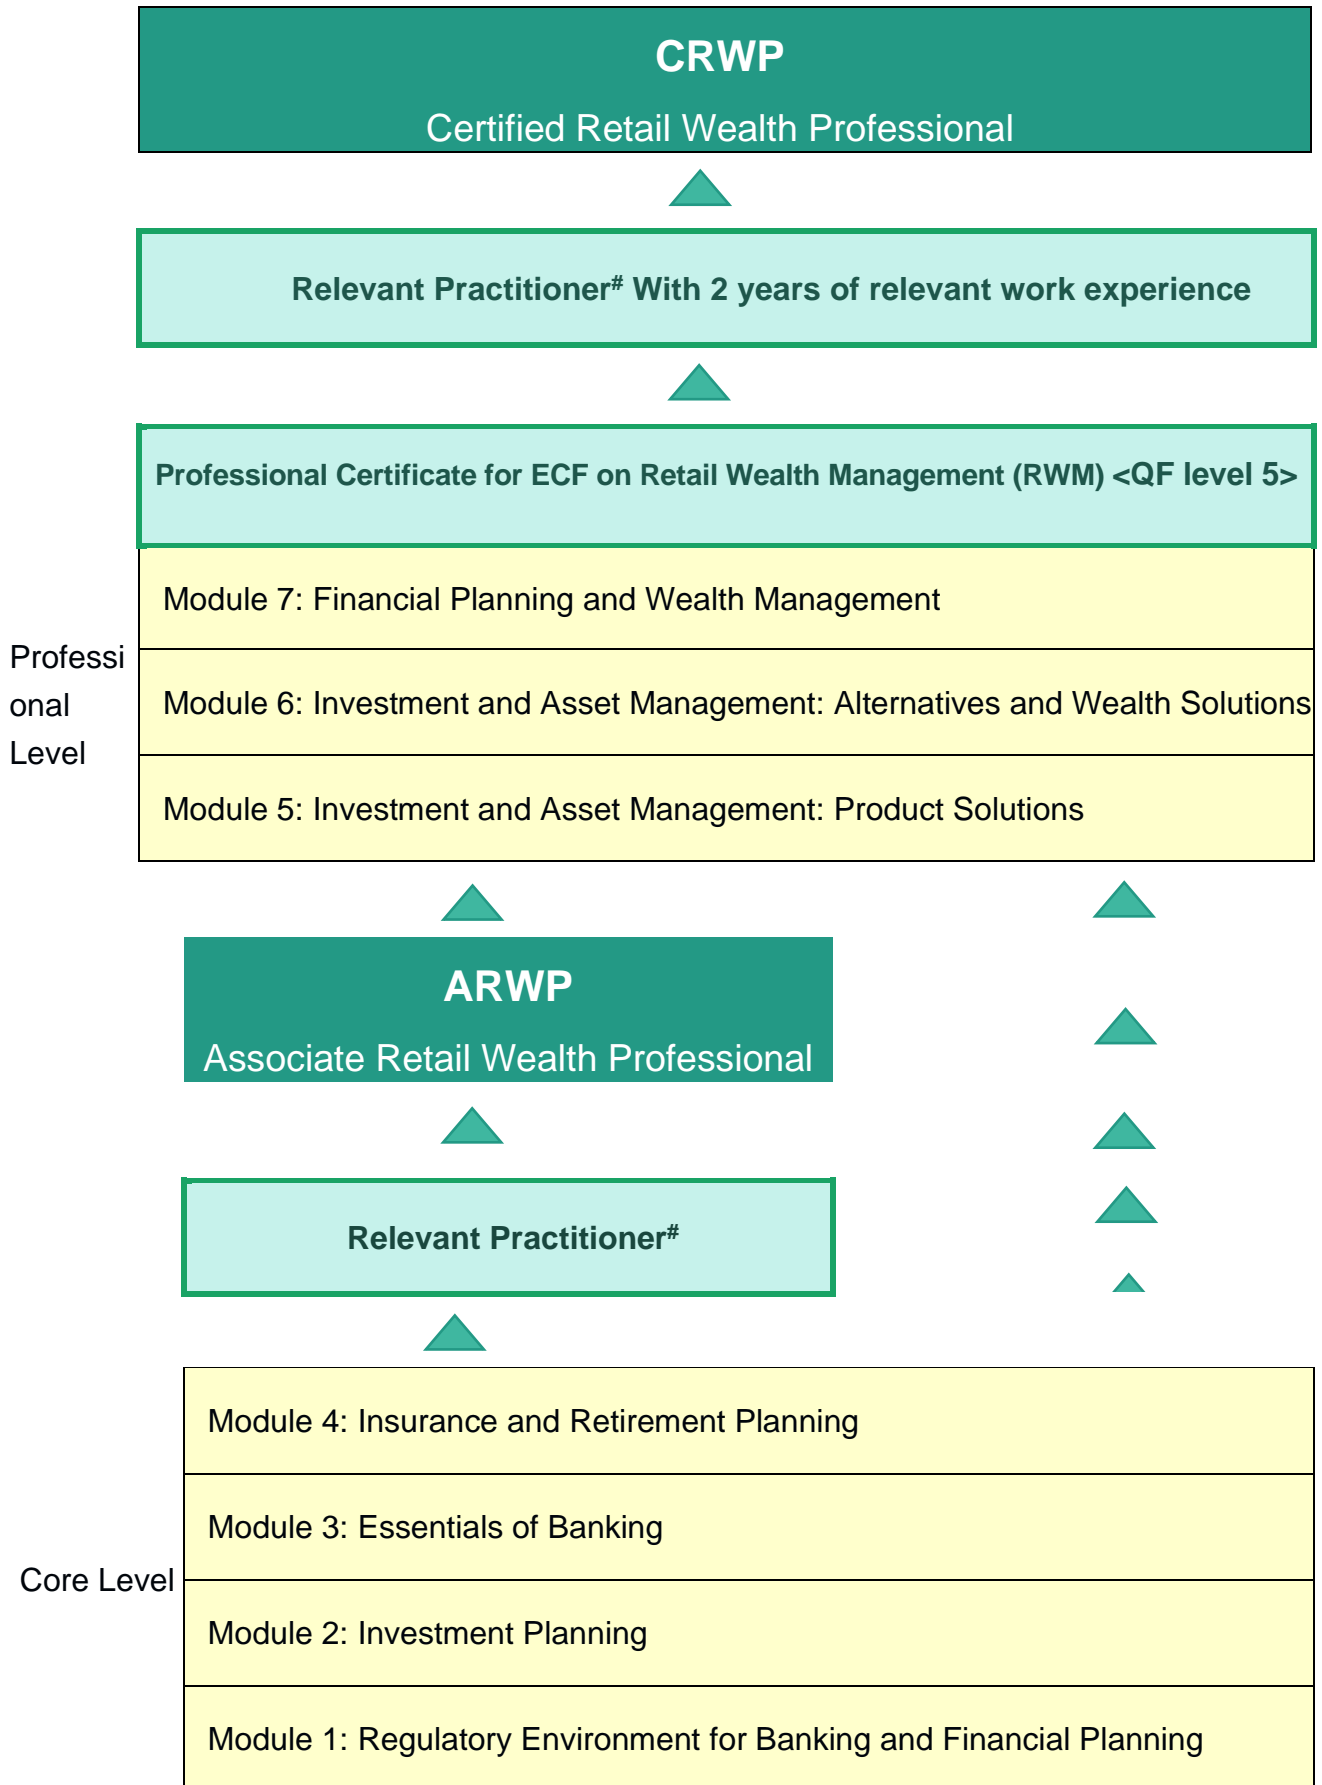 CRWP
Certified Retail Wealth Professional
Relevant Practitioner# With 2 years of relevant work experience
Professional Certificate for ECF on Retail Wealth Management (RWM) <QF level 5>
Module 7: Financial Planning and Wealth Management
Professi
onal
Level
Module 6: Investment and Asset Management: Alternatives and Wealth Solutions
Module 5: Investment and Asset Management: Product Solutions
ARWP
Associate Retail Wealth Professional
Relevant Practitioner#
Module 4: Insurance and Retirement Planning
Module 3: Essentials of Banking
Core Level
Module 2: Investment Planning
Module 1: Regulatory Environment for Banking and Financial Planning